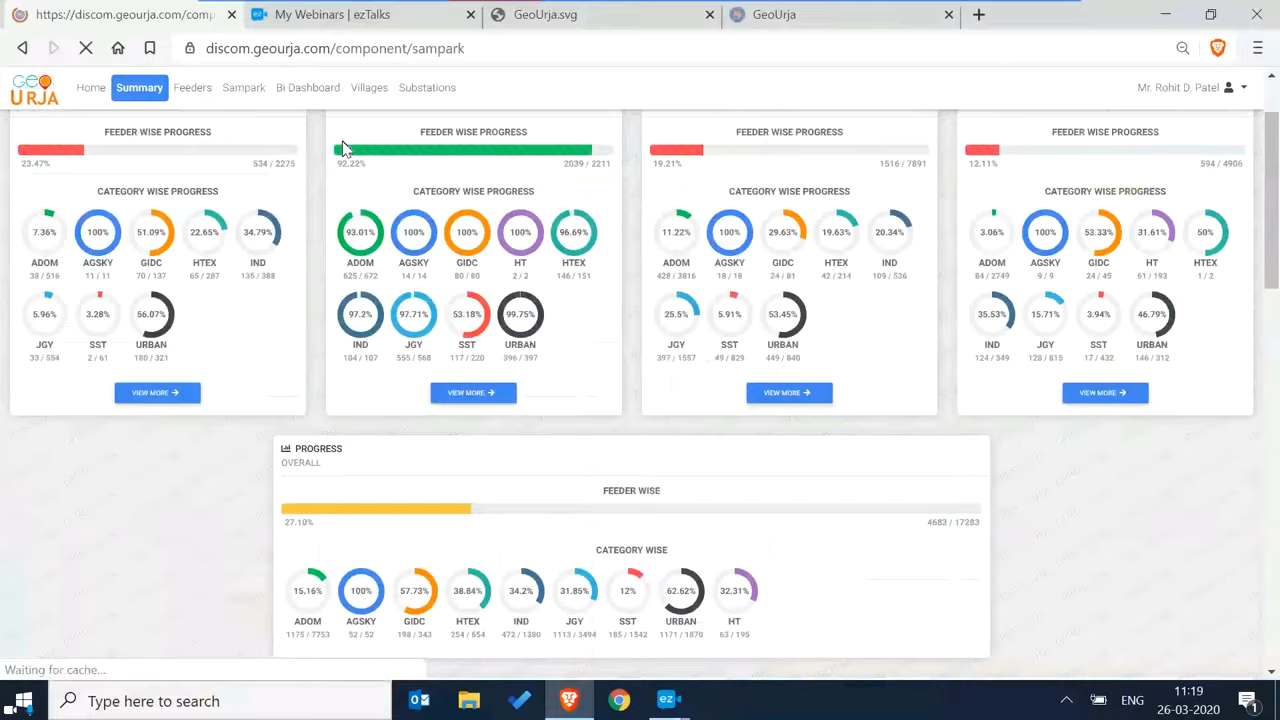 https://discom.geourja.com/comp
My Webinars | ezTalks
GeoUrja.svg
GeoUrja
discom.geourja.com/component/sampark
GEO URJA
Home
Summary
Feeders
Sampark
Bi Dashboard
Villages
Substations
Mr. Rohit D. Patel
FEEDER WISE PROGRESS
23.47%
534 / 2275
CATEGORY WISE PROGRESS
7.36%
100%
51.09%
22.65%
34.79%
ADOM
AGSKY
GIDC
HTEX
IND
38 / 516
11 / 11
70 / 137
65 / 287
135 / 388
5.96%
3.28%
56.07%
JGY
SST
URBAN
33 / 554
2 / 61
180 / 321
VIEW MORE
FEEDER WISE PROGRESS
92.22%
2039 / 2211
CATEGORY WISE PROGRESS
93.01%
100%
100%
100%
96.69%
ADOM
AGSKY
GIDC
HT
HTEX
625 / 672
14 / 14
80 / 80
2 / 2
146 / 151
97.2%
97.71%
53.18%
99.75%
IND
JGY
SST
URBAN
104 / 107
555 / 568
117 / 220
396 / 397
VIEW MORE
FEEDER WISE PROGRESS
19.21%
1516 / 7891
CATEGORY WISE PROGRESS
11.22%
100%
29.63%
19.63%
20.34%
ADOM
AGSKY
GIDC
HTEX
IND
428 / 3816
18 / 18
24 / 81
42 / 214
109 / 536
25.5%
5.91%
53.45%
JGY
SST
URBAN
397 / 1557
49 / 829
449 / 840
VIEW MORE
FEEDER WISE PROGRESS
12.11%
594 / 4906
CATEGORY WISE PROGRESS
3.06%
100%
53.33%
31.61%
50%
ADOM
AGSKY
GIDC
HT
HTEX
84 / 2749
9 / 9
24 / 45
61 / 193
1 / 2
35.53%
15.71%
3.94%
46.79%
IND
JGY
SST
URBAN
124 / 349
128 / 815
17 / 432
146 / 312
VIEW MORE
PROGRESS
OVERALL
FEEDER WISE
27.10%
4683 / 17283
CATEGORY WISE
15.16%
100%
57.73%
38.84%
34.2%
31.85%
12%
62.62%
32.31%
ADOM
AGSKY
GIDC
HTEX
IND
JGY
SST
URBAN
HT
1175 / 7753
52 / 52
198 / 343
254 / 654
472 / 1380
1113 / 3494
185 / 1542
1171 / 1870
63 / 195
Waiting for cache...
Type here to search
ez
ENG
11:19
26-03-2020
1